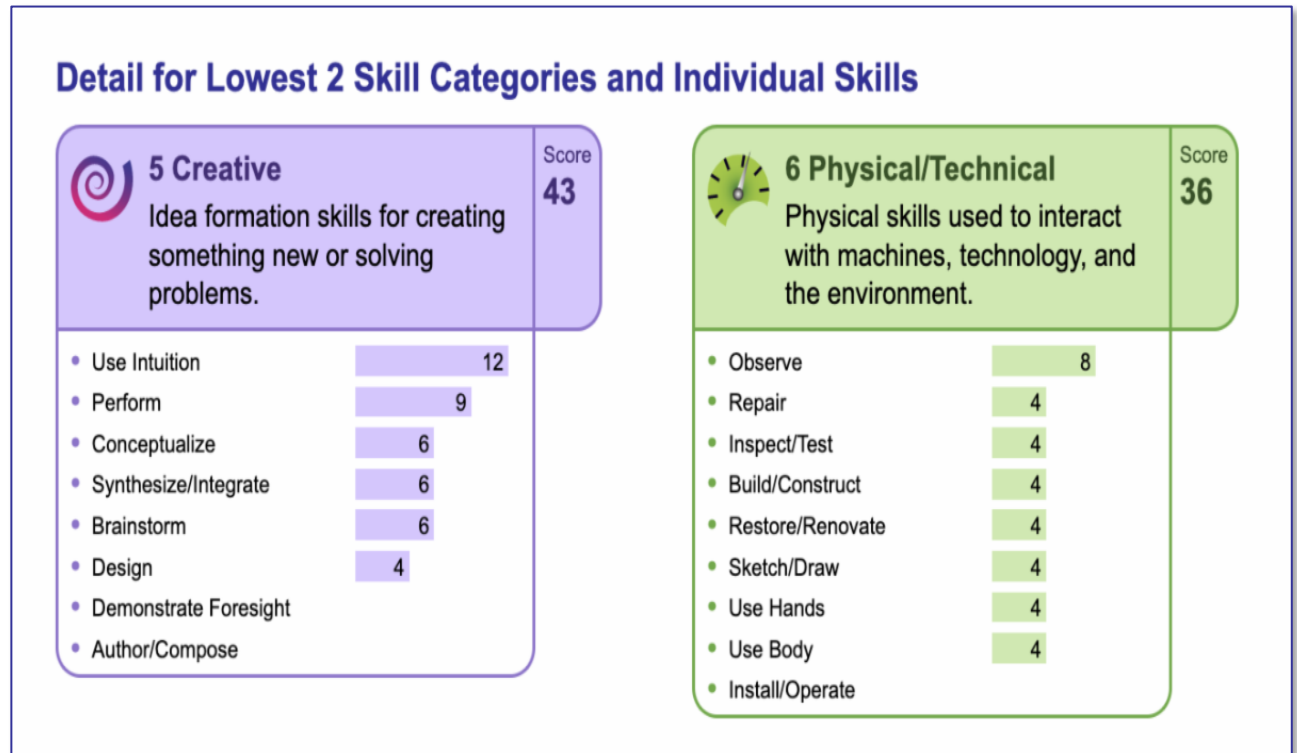 Detail for Lowest 2 Skill Categories and Individual Skills
5 Creative
Idea formation skills for creating
something new or solving
problems.
Score
43
• Use Intuition 12
• Perform 9
• Conceptualize 6
• Synthesize/Integrate 6
• Brainstorm 6
• Design 4
• Demonstrate Foresight
• Author/Compose
6 Physical/Technical
Physical skills used to interact
with machines, technology, and
the environment.
Score
36
• Observe 8
• Repair 4
• Inspect/Test 4
• Build/Construct 4
• Restore/Renovate 4
• Sketch/Draw 4
• Use Hands 4
• Use Body 4
• Install/Operate